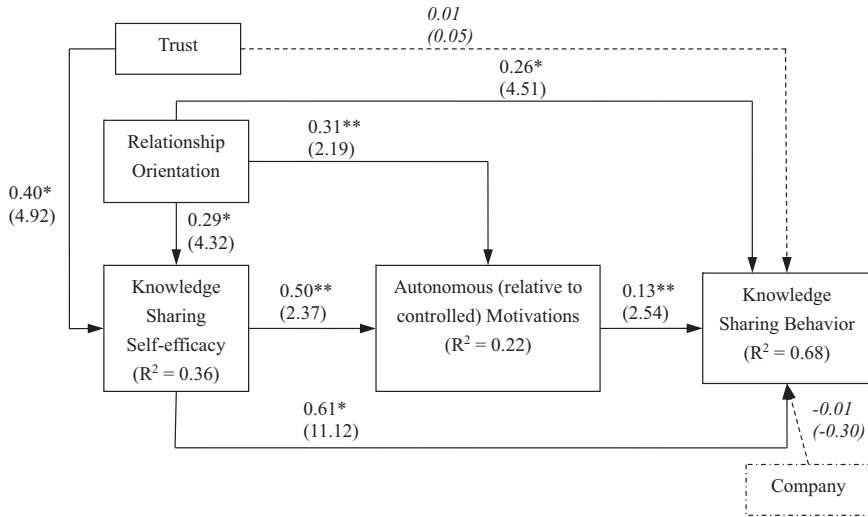 0.01
(0.05)
Trust
0.26*
(4.51)
0.31**
(2.19)
Relationship
Orientation
0.40*
(4.92)
0.29*
(4.32)
Knowledge
Sharing
Self-efficacy
(R² = 0.36)
0.50**
(2.37)
Autonomous (relative to
controlled) Motivations
(R² = 0.22)
0.13**
(2.54)
Knowledge
Sharing Behavior
(R² = 0.68)
0.61*
(11.12)
-0.01
(-0.30)
Company